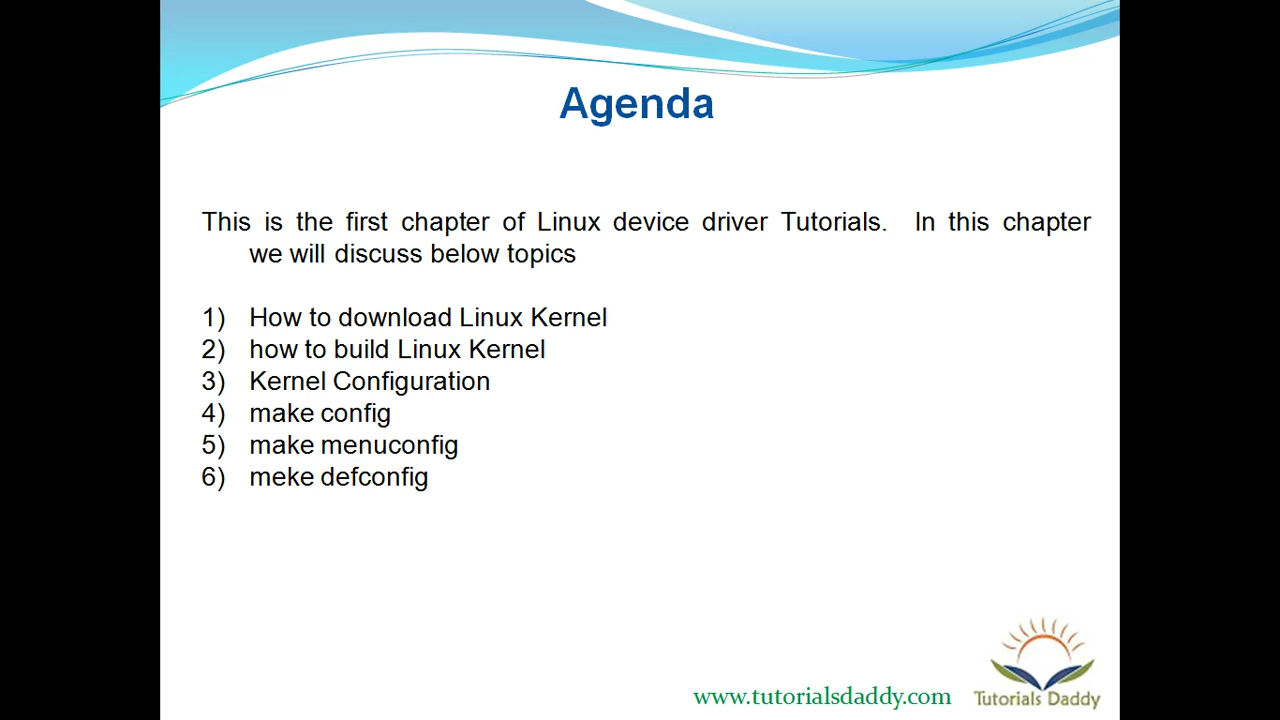 Agenda
This is the first chapter of Linux device driver Tutorials. In this chapter
we will discuss below topics
1) How to download Linux Kernel
2) how to build Linux Kernel
3) Kernel Configuration
4) make config
5) make menuconfig
6) meke defconfig
www.tutorialsdaddy.com
Tutorials Daddy